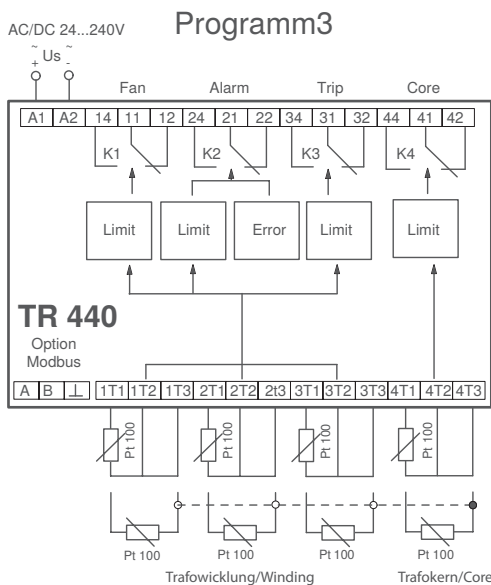 Programm3
AC/DC 24...240V
~ Us ~
+ -
Fan Alarm Trip Core
A1 A2 14 11 12 24 21 22 34 31 32 44 41 42
K1 K2 K3 K4
Limit Limit Error Limit Limit
TR 440
Option
Modbus
A B ⊥ 1T1 1T2 1T3 2T1 2T2 2t3 3T1 3T2 3T3 4T1 4T2 4T3
Pt 100 Pt 100 Pt 100 Pt 100
Pt 100 Pt 100 Pt 100 Pt 100
Trafowicklung/Winding Trafokern/Core